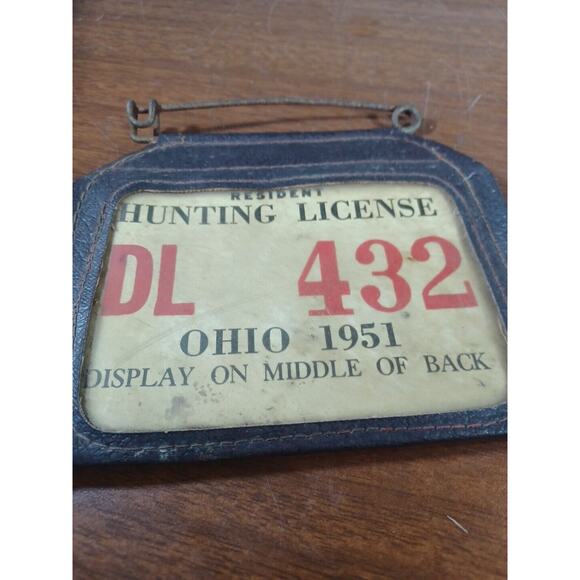 RESIDENT
HUNTING LICENSE
DL 432
OHIO 1951
DISPLAY ON MIDDLE OF BACK